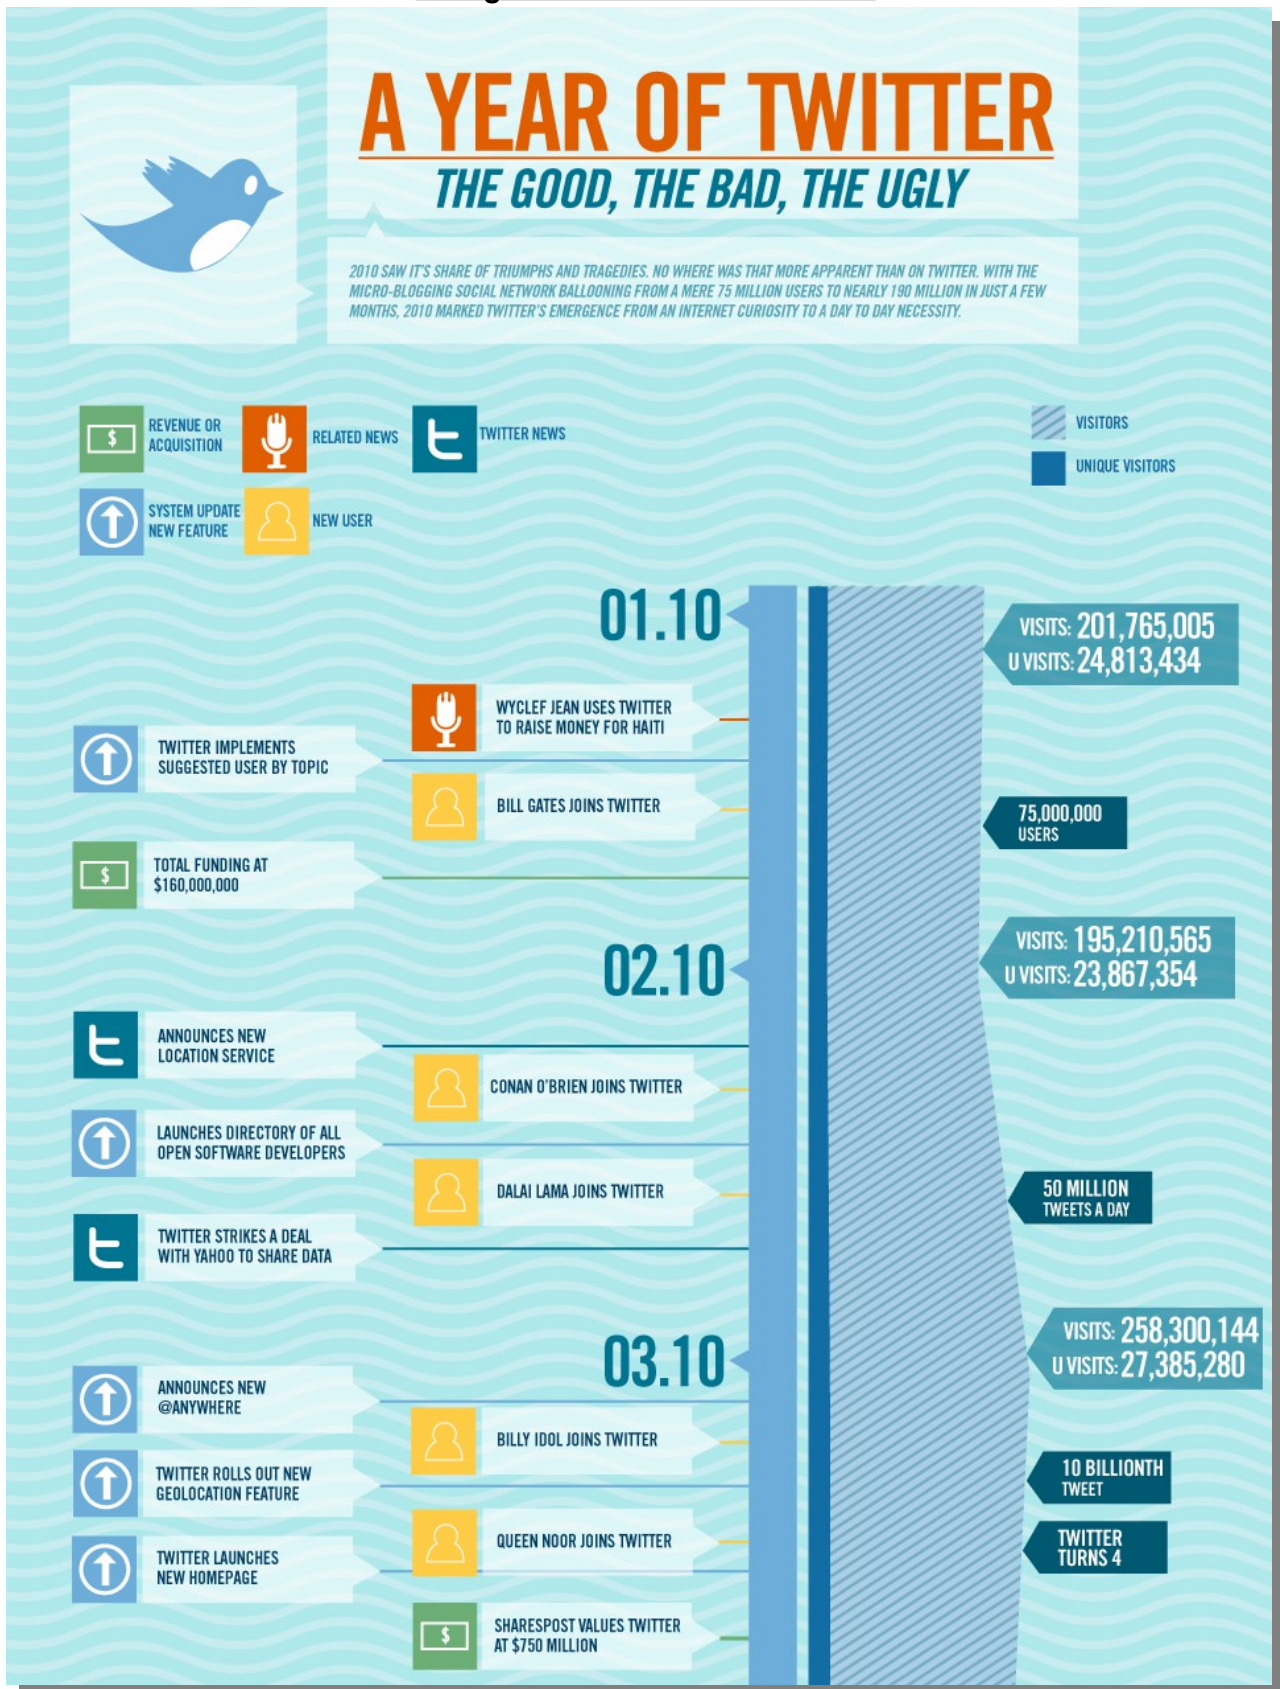 A YEAR OF TWITTER
THE GOOD, THE BAD, THE UGLY
2010 SAW IT'S SHARE OF TRIUMPHS AND TRAGEDIES. NO WHERE WAS THAT MORE APPARENT THAN ON TWITTER. WITH THE
MICRO-BLOGGING SOCIAL NETWORK BALLOONING FROM A MERE 75 MILLION USERS TO NEARLY 190 MILLION IN JUST A FEW
MONTHS, 2010 MARKED TWITTER'S EMERGENCE FROM AN INTERNET CURIOSITY TO A DAY TO DAY NECESSITY.
$
REVENUE OR
ACQUISITION
RELATED NEWS
t
TWITTER NEWS
VISITORS
UNIQUE VISITORS
SYSTEM UPDATE
NEW FEATURE
NEW USER
01.10
VISITS: 201,765,005
U VISITS: 24,813,434
WYCLEF JEAN USES TWITTER
TO RAISE MONEY FOR HAITI
TWITTER IMPLEMENTS
SUGGESTED USER BY TOPIC
BILL GATES JOINS TWITTER
75,000,000
USERS
$
TOTAL FUNDING AT
$160,000,000
02.10
VISITS: 195,210,565
U VISITS: 23,867,354
t
ANNOUNCES NEW
LOCATION SERVICE
CONAN O'BRIEN JOINS TWITTER
LAUNCHES DIRECTORY OF ALL
OPEN SOFTWARE DEVELOPERS
DALAI LAMA JOINS TWITTER
50 MILLION
TWEETS A DAY
t
TWITTER STRIKES A DEAL
WITH YAHOO TO SHARE DATA
03.10
VISITS: 258,300,144
U VISITS: 27,385,280
ANNOUNCES NEW
@ANYWHERE
BILLY IDOL JOINS TWITTER
TWITTER ROLLS OUT NEW
GEOLOCATION FEATURE
10 BILLIONTH
TWEET
QUEEN NOOR JOINS TWITTER
TWITTER
TURNS 4
TWITTER LAUNCHES
NEW HOMEPAGE
$
SHARESPOST VALUES TWITTER
AT $750 MILLION